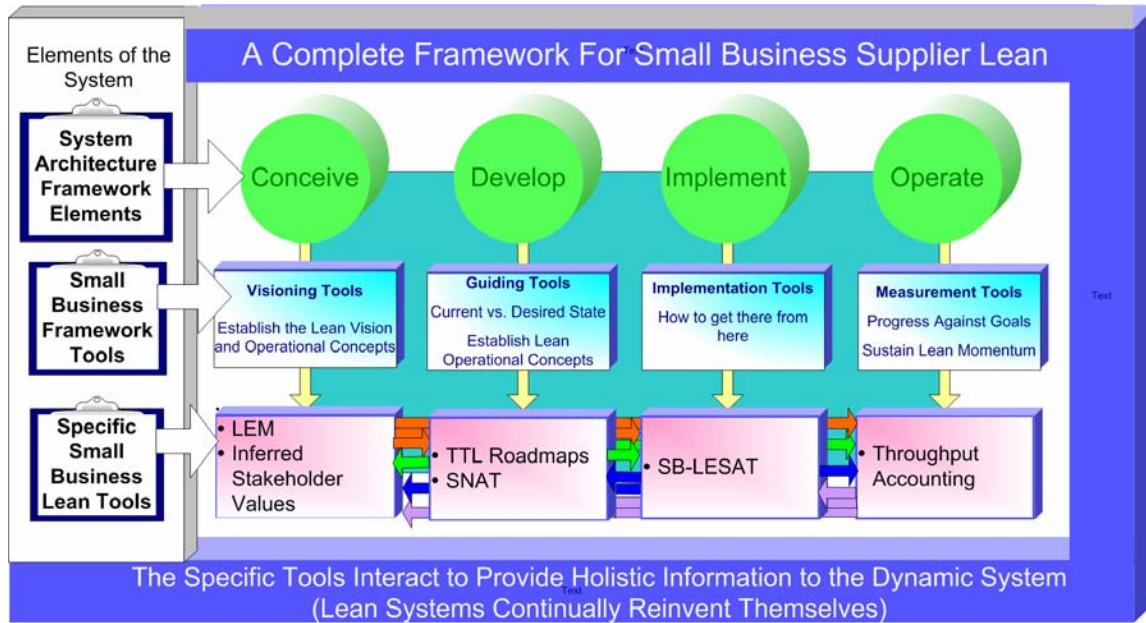 A Complete Framework For Small Business Supplier Lean
Text
Elements of the
System
System
Architecture
Framework
Elements
Conceive
Develop
Implement
Operate
Small
Business
Framework
Tools
Visioning Tools
Establish the Lean Vision
and Operational Concepts
Guiding Tools
Current vs. Desired State
Establish Lean
Operational Concepts
Implementation Tools
How to get there from
here
Measurement Tools
Progress Against Goals
Sustain Lean Momentum
Text
Specific
Small
Business
Lean Tools
• LEM
• Inferred
Stakeholder
Values
• TTL Roadmaps
• SNAT
• SB-LESAT
• Throughput
Accounting
The Specific Tools Interact to Provide Holistic Information to the Dynamic System
Text
(Lean Systems Continually Reinvent Themselves)